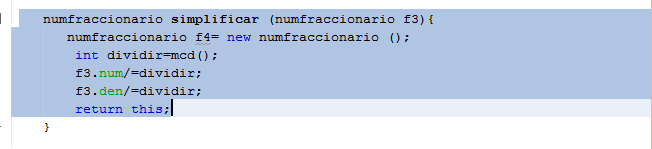 numfraccionario simplificar (numfraccionario f3){
numfraccionario f4= new numfraccionario ();
int dividir=mcd();
f3.num/=dividir;
f3.den/=dividir;
return this;
}